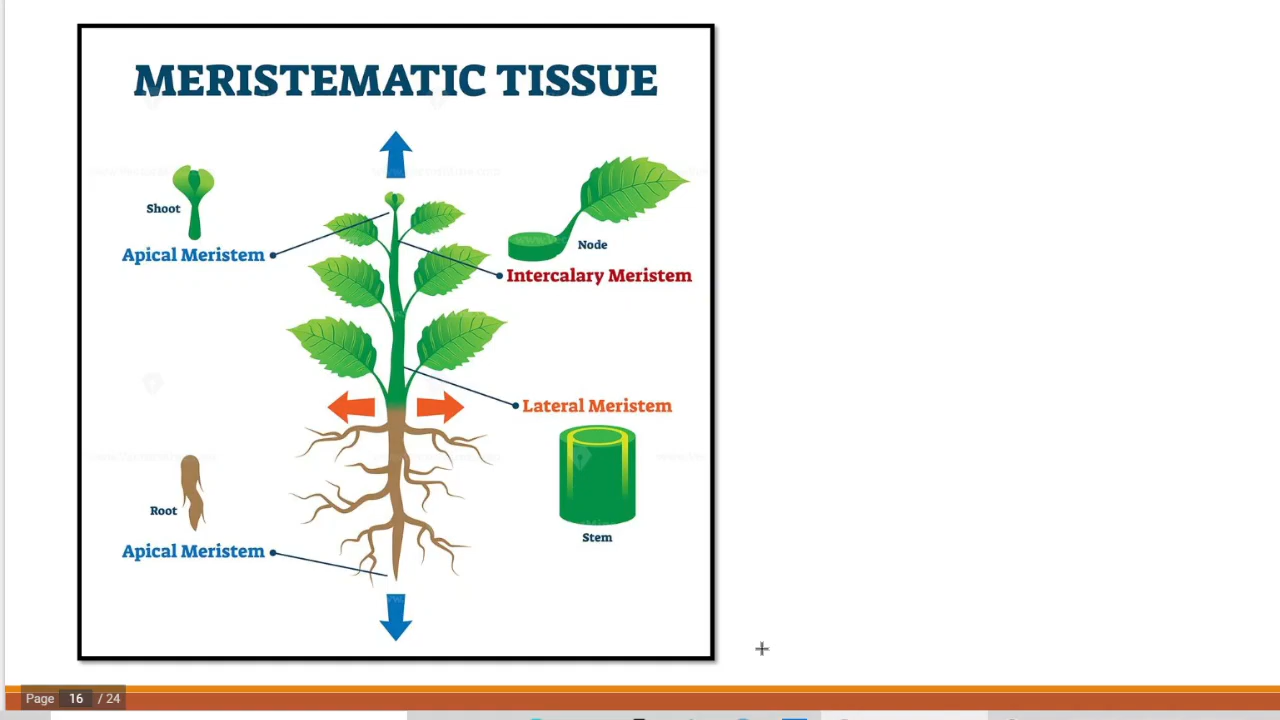 MERISTEMATIC TISSUE
Shoot
Apical Meristem
Node
Intercalary Meristem
Lateral Meristem
Stem
Root
Apical Meristem
Page 16 / 24